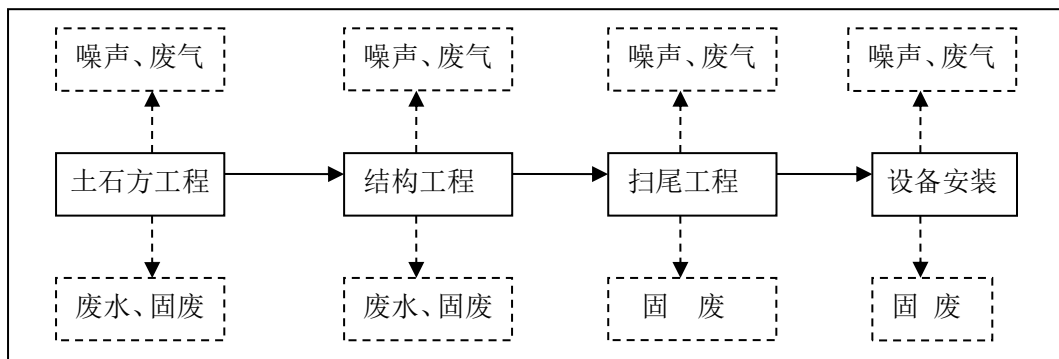 噪声、废气 噪声、废气 噪声、废气 噪声、废气
土石方工程 结构工程 扫尾工程 设备安装
废水、固废 废水、固废 固 废 固 废